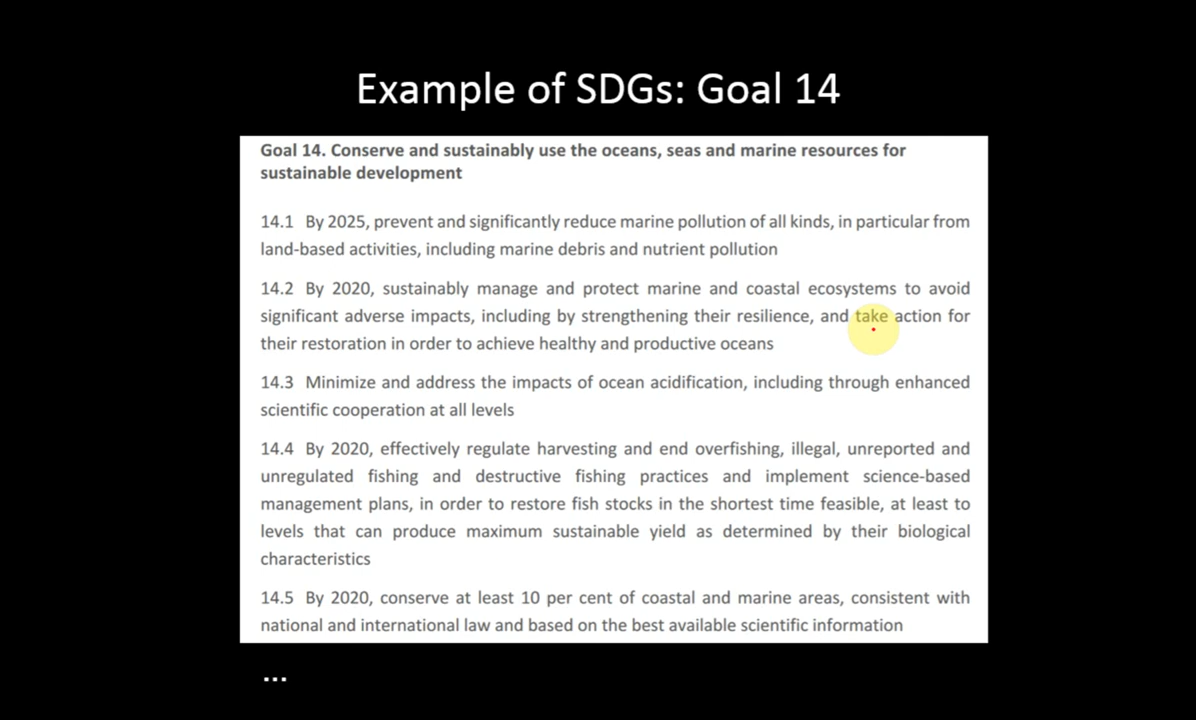 Example of SDGs: Goal 14
Goal 14. Conserve and sustainably use the oceans, seas and marine resources for
sustainable development
14.1 By 2025, prevent and significantly reduce marine pollution of all kinds, in particular from
land-based activities, including marine debris and nutrient pollution
14.2 By 2020, sustainably manage and protect marine and coastal ecosystems to avoid
significant adverse impacts, including by strengthening their resilience, and take action for
their restoration in order to achieve healthy and productive oceans
14.3 Minimize and address the impacts of ocean acidification, including through enhanced
scientific cooperation at all levels
14.4 By 2020, effectively regulate harvesting and end overfishing, illegal, unreported and
unregulated fishing and destructive fishing practices and implement science-based
management plans, in order to restore fish stocks in the shortest time feasible, at least to
levels that can produce maximum sustainable yield as determined by their biological
characteristics
14.5 By 2020, conserve at least 10 per cent of coastal and marine areas, consistent with
national and international law and based on the best available scientific information
...